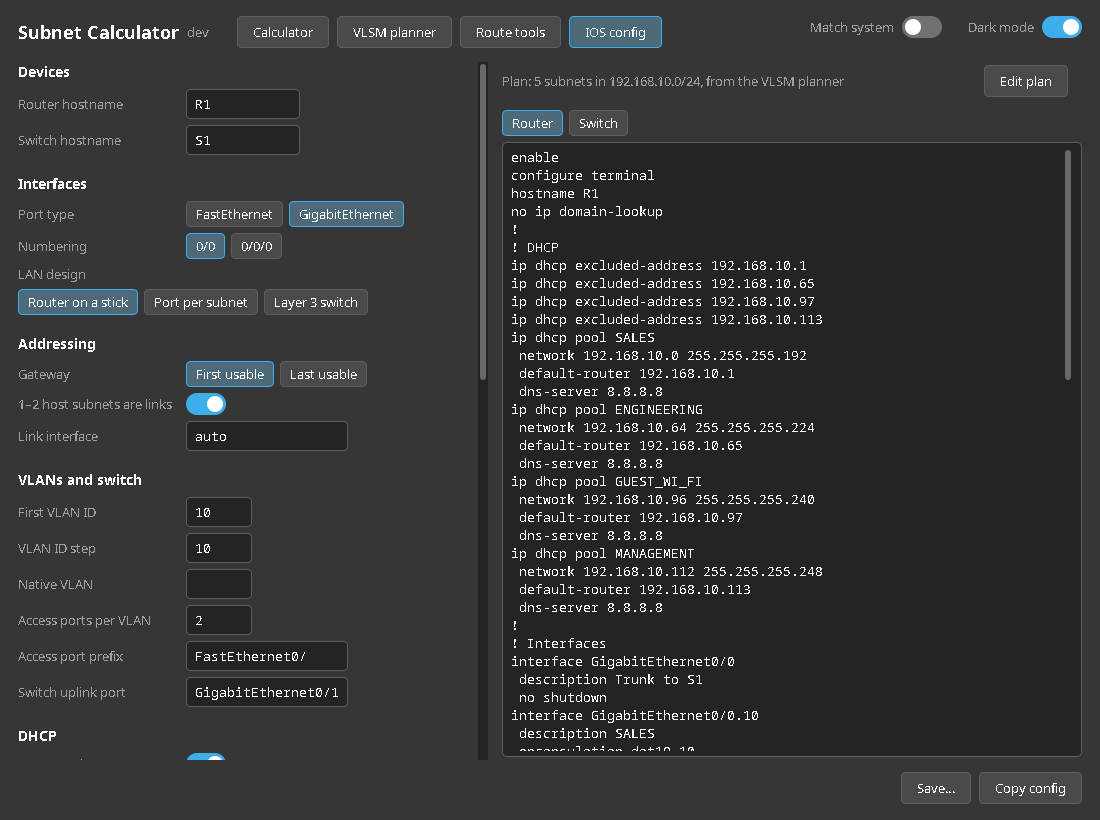 Subnet Calculator dev
Calculator
VLSM planner
Route tools
IOS config
Match system
Dark mode
Devices
Router hostname
R1
Switch hostname
S1
Interfaces
Port type
FastEthernet
GigabitEthernet
Numbering
0/0
0/0/0
LAN design
Router on a stick
Port per subnet
Layer 3 switch
Addressing
Gateway
First usable
Last usable
1–2 host subnets are links
Link interface
auto
VLANs and switch
First VLAN ID
10
VLAN ID step
10
Native VLAN
Access ports per VLAN
2
Access port prefix
FastEthernet0/
Switch uplink port
GigabitEthernet0/1
DHCP
Plan: 5 subnets in 192.168.10.0/24, from the VLSM planner
Edit plan
Router
Switch
enable
configure terminal
hostname R1
no ip domain-lookup
!
! DHCP
ip dhcp excluded-address 192.168.10.1
ip dhcp excluded-address 192.168.10.65
ip dhcp excluded-address 192.168.10.97
ip dhcp excluded-address 192.168.10.113
ip dhcp pool SALES
 network 192.168.10.0 255.255.255.192
 default-router 192.168.10.1
 dns-server 8.8.8.8
ip dhcp pool ENGINEERING
 network 192.168.10.64 255.255.255.224
 default-router 192.168.10.65
 dns-server 8.8.8.8
ip dhcp pool GUEST_WI_FI
 network 192.168.10.96 255.255.255.240
 default-router 192.168.10.97
 dns-server 8.8.8.8
ip dhcp pool MANAGEMENT
 network 192.168.10.112 255.255.255.248
 default-router 192.168.10.113
 dns-server 8.8.8.8
!
! Interfaces
interface GigabitEthernet0/0
 description Trunk to S1
 no shutdown
interface GigabitEthernet0/0.10
 description SALES
 encapsulation dot1Q 10
Save...
Copy config